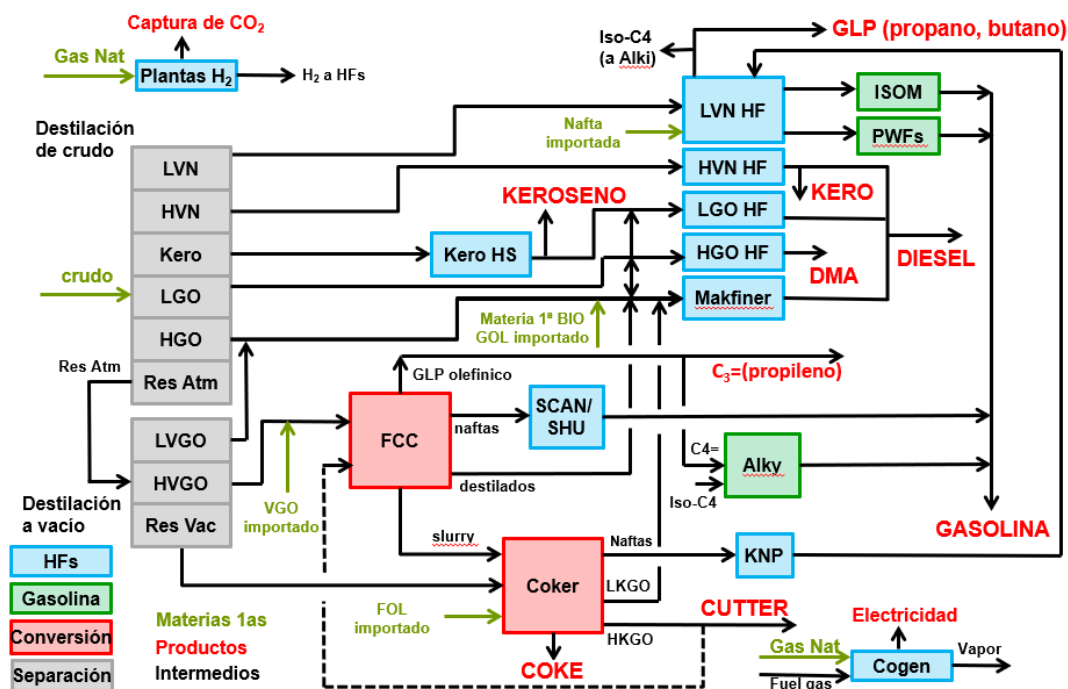 Captura de CO₂
Gas Nat
Plantas H₂
H₂ a HFs
Iso-C4
(a Alki)
GLP (propano, butano)
Destilación
de crudo
LVN
HVN
Kero
crudo
LGO
HGO
Res Atm
Res Atm
LVGO
HVGO
Destilación
a vacío
Res Vac
Nafta
importada
LVN HF
ISOM
PWFs
HVN HF
KERO
KEROSENO
Kero HS
LGO HF
HGO HF
DMA
DIESEL
Makfiner
Materia 1ª BIO
GOL importado
GLP olefinico
C₃=(propileno)
FCC
naftas
SCAN/
SHU
destilados
C4=
Iso-C4
Alky
VGO
importado
GASOLINA
slurry
Coker
Naftas
KNP
LKGO
HKGO
CUTTER
FOL
importado
COKE
Electricidad
Gas Nat
Fuel gas
Cogen
Vapor
HFs
Gasolina
Conversión
Separación
Materias 1as
Productos
Intermedios